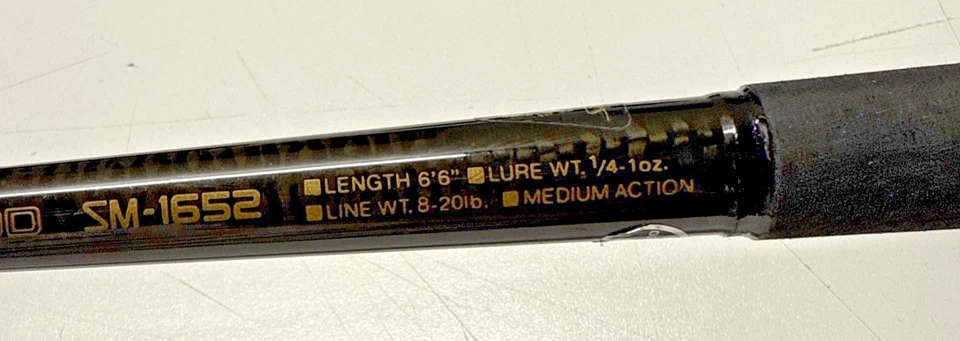 SM-1652
LENGTH 6'6" LURE WT. 1/4-1oz.
LINE WT. 8-20lb. MEDIUM ACTION